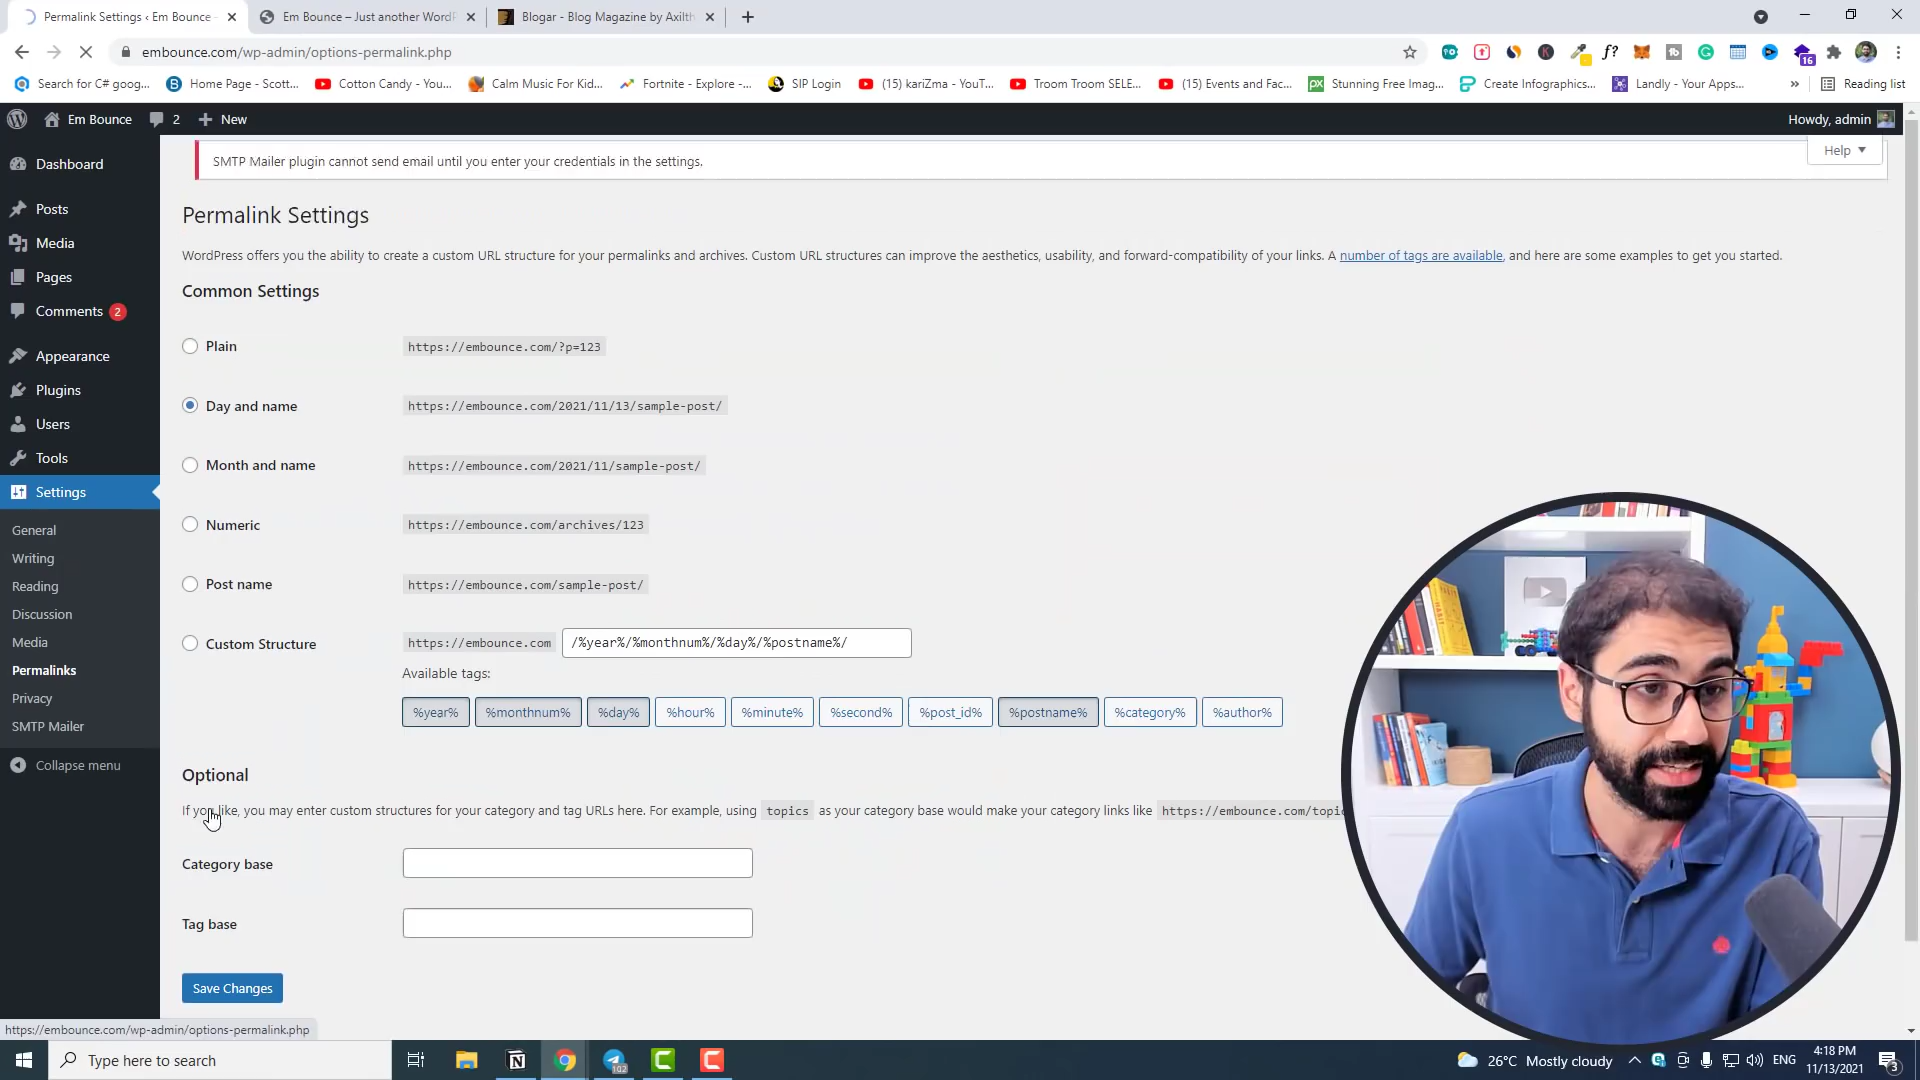 Permalink Settings ‹ Em Bounce
Em Bounce – Just another WordP
Blogar - Blog Magazine by Axilth
embounce.com/wp-admin/options-permalink.php
16
Search for C# goog...
Home Page - Scott...
Cotton Candy - You...
Calm Music For Kid...
Fortnite - Explore -...
SIP Login
(15) kariZma - YouT...
Troom Troom SELE...
(15) Events and Fac...
Stunning Free Imag...
Create Infographics...
Landly - Your Apps...
»
Reading list
Em Bounce
2
New
Howdy, admin
Dashboard
Posts
Media
Pages
Comments 2
Appearance
Plugins
Users
Tools
Settings
General
Writing
Reading
Discussion
Media
Permalinks
Privacy
SMTP Mailer
Collapse menu
SMTP Mailer plugin cannot send email until you enter your credentials in the settings.
Help
Permalink Settings
WordPress offers you the ability to create a custom URL structure for your permalinks and archives. Custom URL structures can improve the aesthetics, usability, and forward-compatibility of your links. A number of tags are available, and here are some examples to get you started.
Common Settings
Plain https://embounce.com/?p=123
Day and name https://embounce.com/2021/11/13/sample-post/
Month and name https://embounce.com/2021/11/sample-post/
Numeric https://embounce.com/archives/123
Post name https://embounce.com/sample-post/
Custom Structure https://embounce.com /%year%/%monthnum%/%day%/%postname%/
Available tags:
%year% %monthnum% %day% %hour% %minute% %second% %post_id% %postname% %category% %author%
Optional
If you like, you may enter custom structures for your category and tag URLs here. For example, using topics as your category base would make your category links like https://embounce.com/topic
Category base
Tag base
Save Changes
https://embounce.com/wp-admin/options-permalink.php
Type here to search
102
26°C Mostly cloudy
ENG
4:18 PM
11/13/2021
3